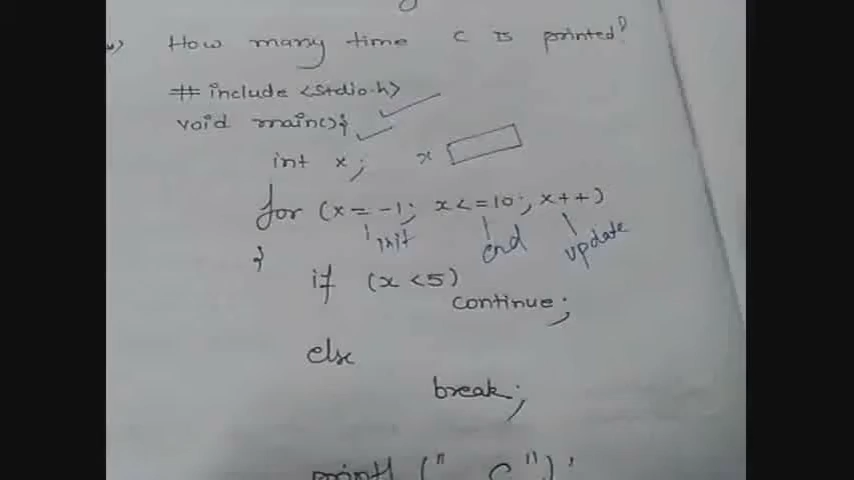 How many time C is printed?
# include <stdio.h>
void main(){
int x; x
for (x = -1; x <= 10; x++)
init end update
{
if (x < 5)
continue;
else
break;
printf (" C");